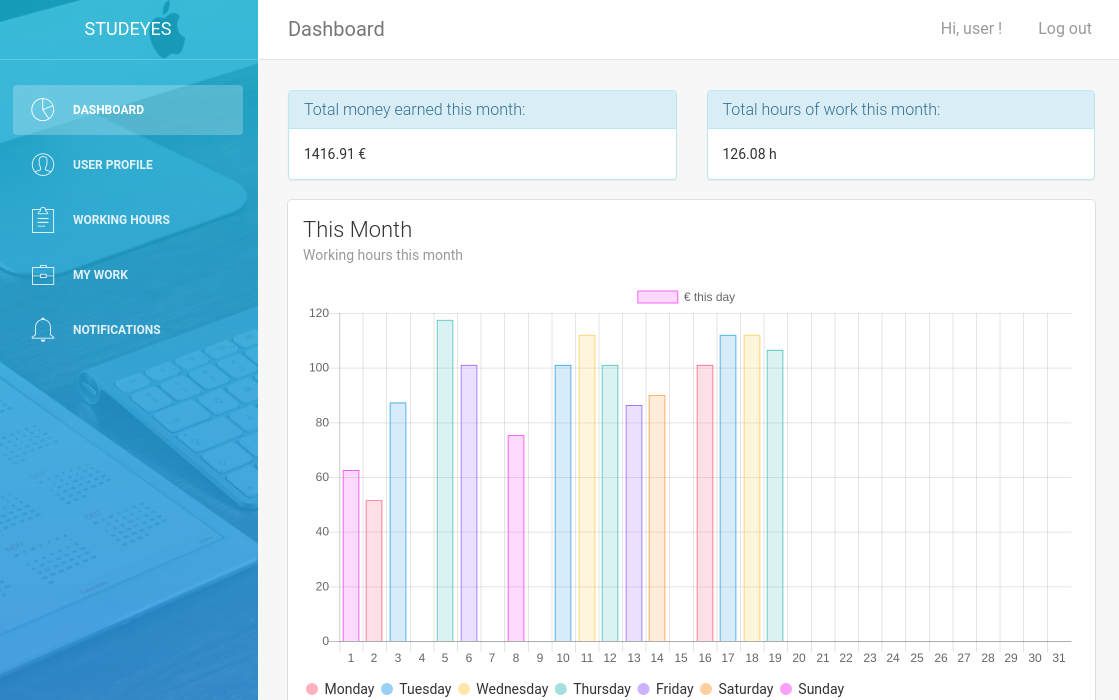 STUDEYES
Dashboard
Hi, user !
Log out
DASHBOARD
USER PROFILE
WORKING HOURS
MY WORK
NOTIFICATIONS
Total money earned this month:
1416.91 €
Total hours of work this month:
126.08 h
This Month
Working hours this month
€ this day
120
100
80
60
40
20
0
1 2 3 4 5 6 7 8 9 10 11 12 13 14 15 16 17 18 19 20 21 22 23 24 25 26 27 28 29 30 31
Monday Tuesday Wednesday Thursday Friday Saturday Sunday